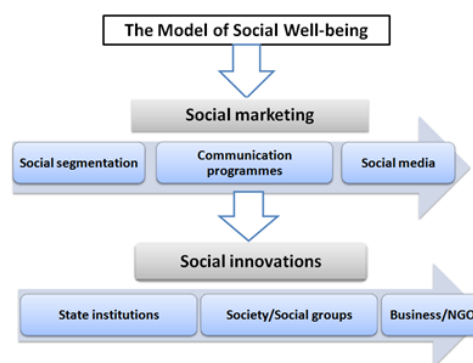 The Model of Social Well-being
Social marketing
Social segmentation
Communication
programmes
Social media
Social innovations
State institutions
Society/Social groups
Business/NGO